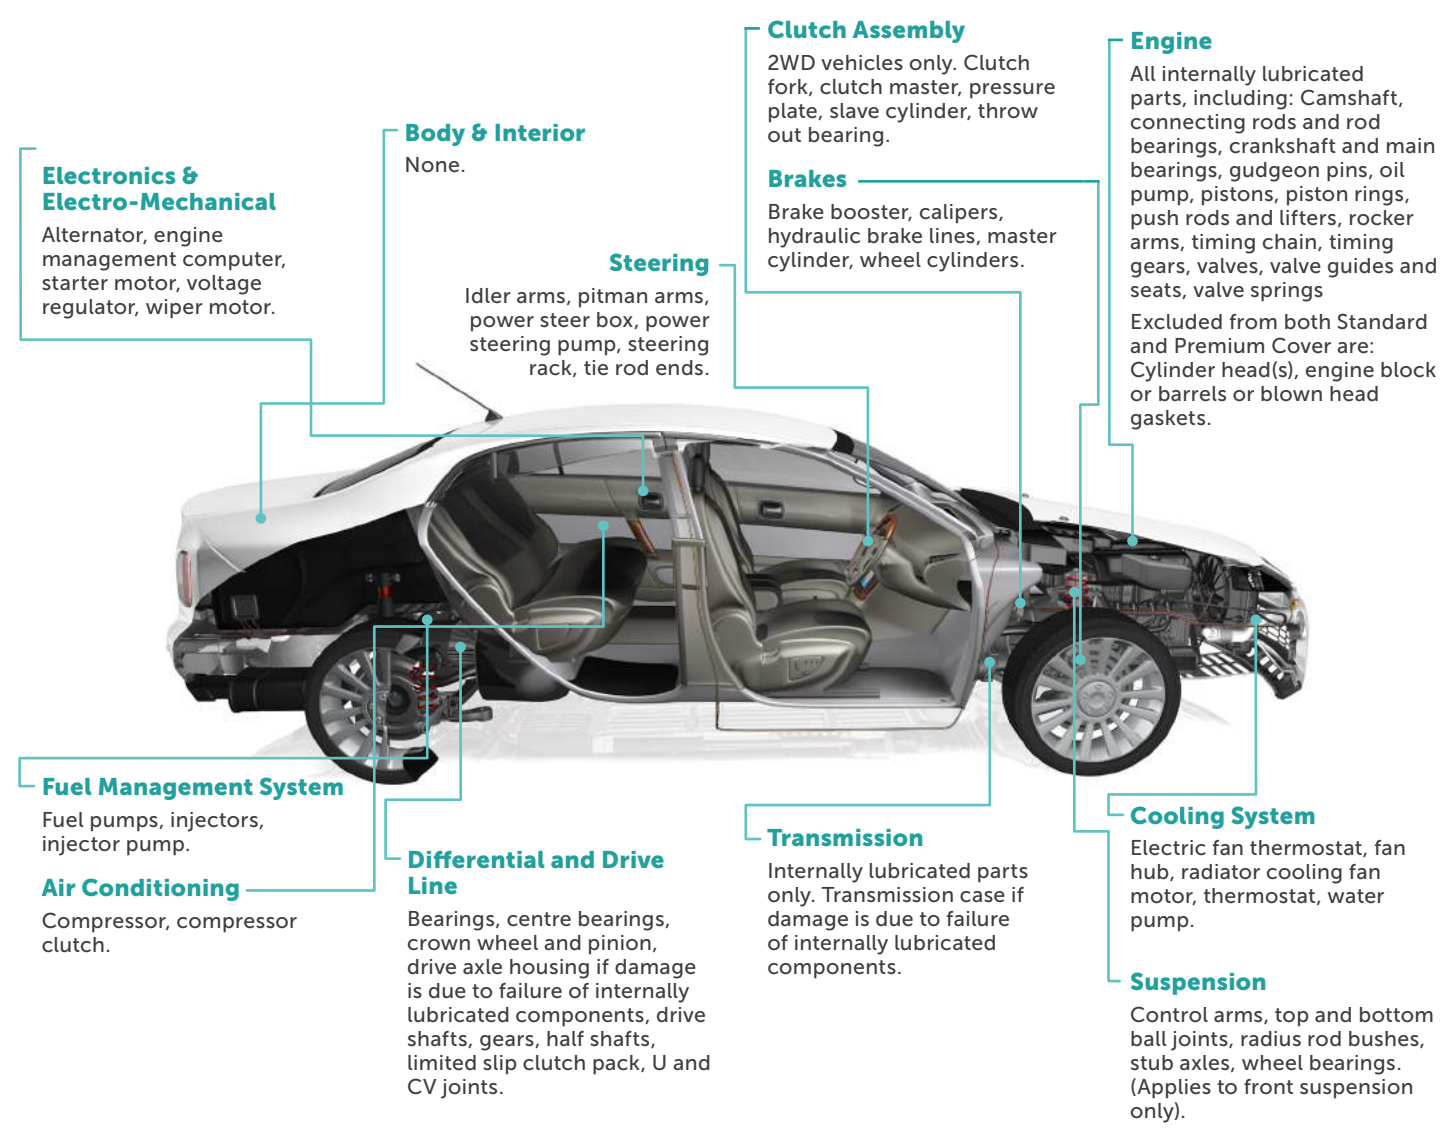 Clutch Assembly
2WD vehicles only. Clutch
fork, clutch master, pressure
plate, slave cylinder, throw
out bearing.
Engine
All internally lubricated
parts, including: Camshaft,
connecting rods and rod
bearings, crankshaft and main
bearings, gudgeon pins, oil
pump, pistons, piston rings,
push rods and lifters, rocker
arms, timing chain, timing
gears, valves, valve guides and
seats, valve springs
Excluded from both Standard
and Premium Cover are:
Cylinder head(s), engine block
or barrels or blown head
gaskets.
Body & Interior
None.
Electronics &
Electro-Mechanical
Alternator, engine
management computer,
starter motor, voltage
regulator, wiper motor.
Brakes
Brake booster, calipers,
hydraulic brake lines, master
cylinder, wheel cylinders.
Steering
Idler arms, pitman arms,
power steer box, power
steering pump, steering
rack, tie rod ends.
Fuel Management System
Fuel pumps, injectors,
injector pump.
Air Conditioning
Compressor, compressor
clutch.
Differential and Drive
Line
Bearings, centre bearings,
crown wheel and pinion,
drive axle housing if damage
is due to failure of internally
lubricated components, drive
shafts, gears, half shafts,
limited slip clutch pack, U and
CV joints.
Transmission
Internally lubricated parts
only. Transmission case if
damage is due to failure
of internally lubricated
components.
Cooling System
Electric fan thermostat, fan
hub, radiator cooling fan
motor, thermostat, water
pump.
Suspension
Control arms, top and bottom
ball joints, radius rod bushes,
stub axles, wheel bearings.
(Applies to front suspension
only).